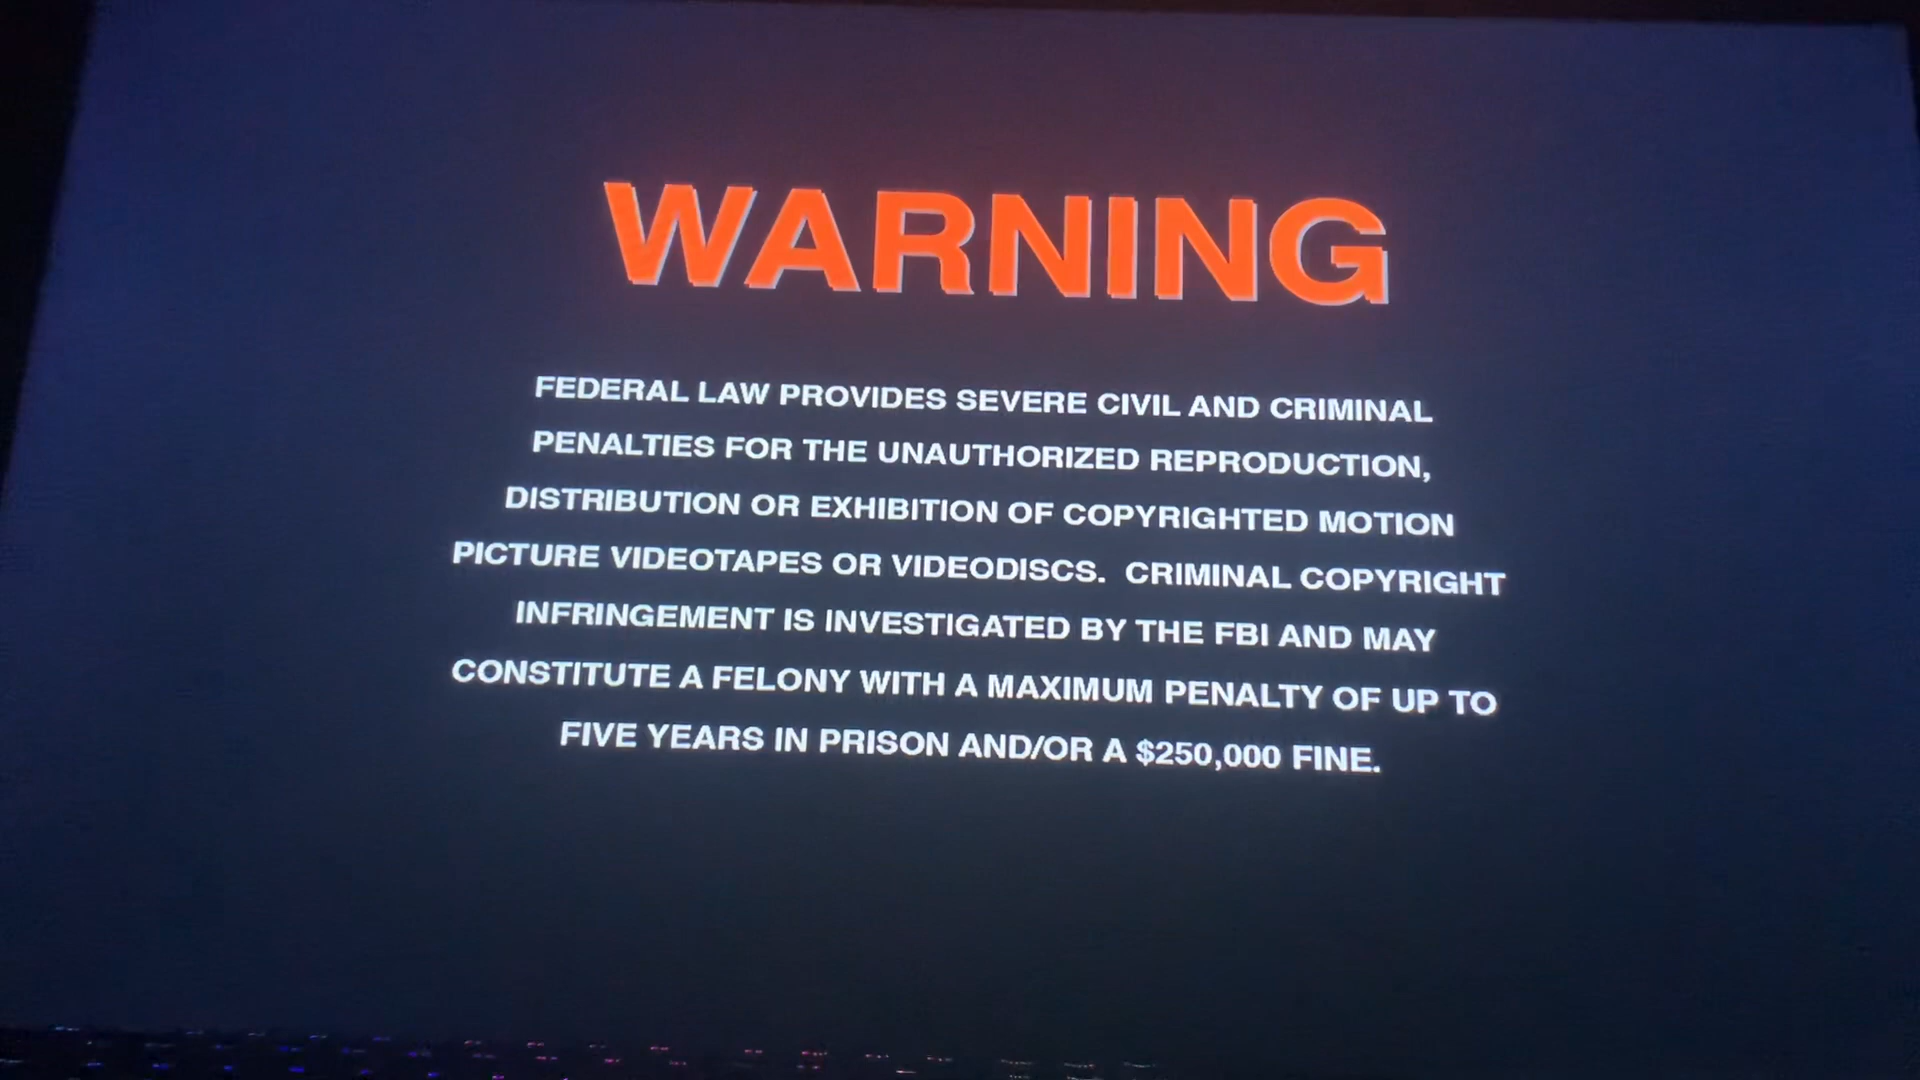 WARNING
FEDERAL LAW PROVIDES SEVERE CIVIL AND CRIMINAL
PENALTIES FOR THE UNAUTHORIZED REPRODUCTION,
DISTRIBUTION OR EXHIBITION OF COPYRIGHTED MOTION
PICTURE VIDEOTAPES OR VIDEODISCS.  CRIMINAL COPYRIGHT
INFRINGEMENT IS INVESTIGATED BY THE FBI AND MAY
CONSTITUTE A FELONY WITH A MAXIMUM PENALTY OF UP TO
FIVE YEARS IN PRISON AND/OR A $250,000 FINE.